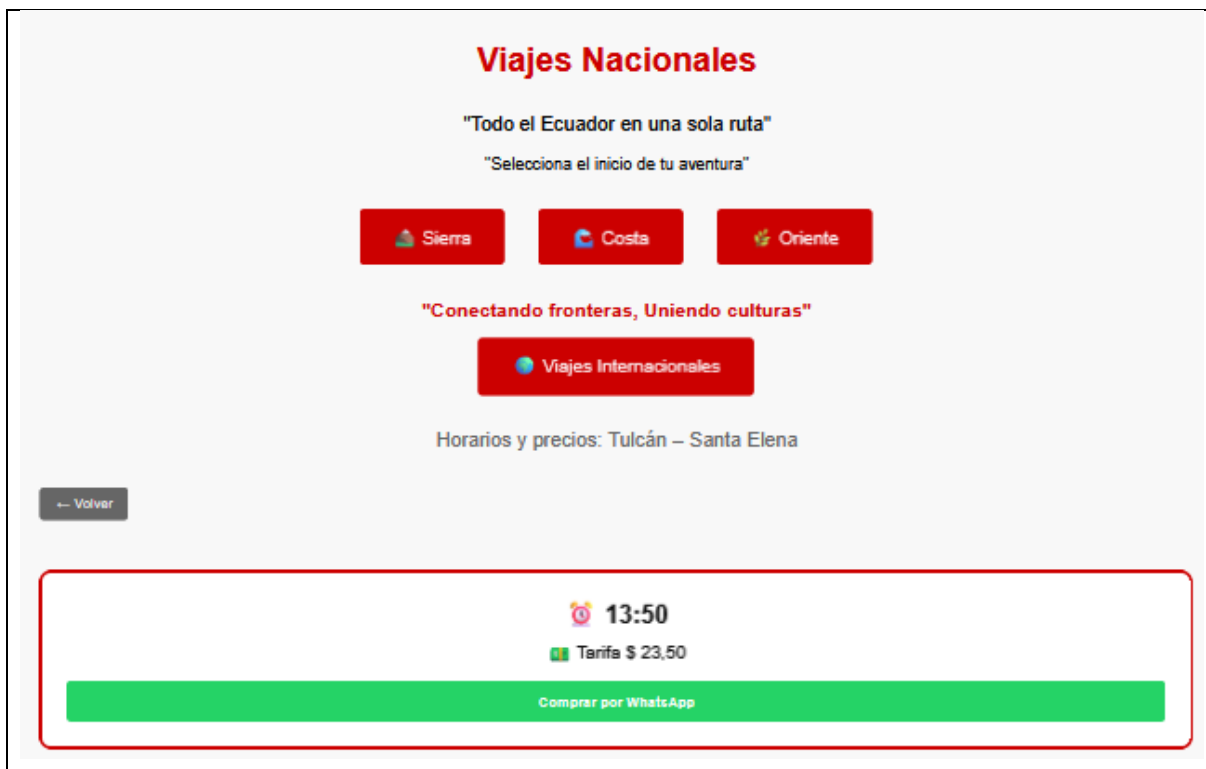 Viajes Nacionales
"Todo el Ecuador en una sola ruta"
"Selecciona el inicio de tu aventura"
Sierra
Costa
Oriente
"Conectando fronteras, Uniendo culturas"
Viajes Internacionales
Horarios y precios: Tulcán – Santa Elena
← Volver
13:50
Tarifa $ 23,50
Comprar por WhatsApp